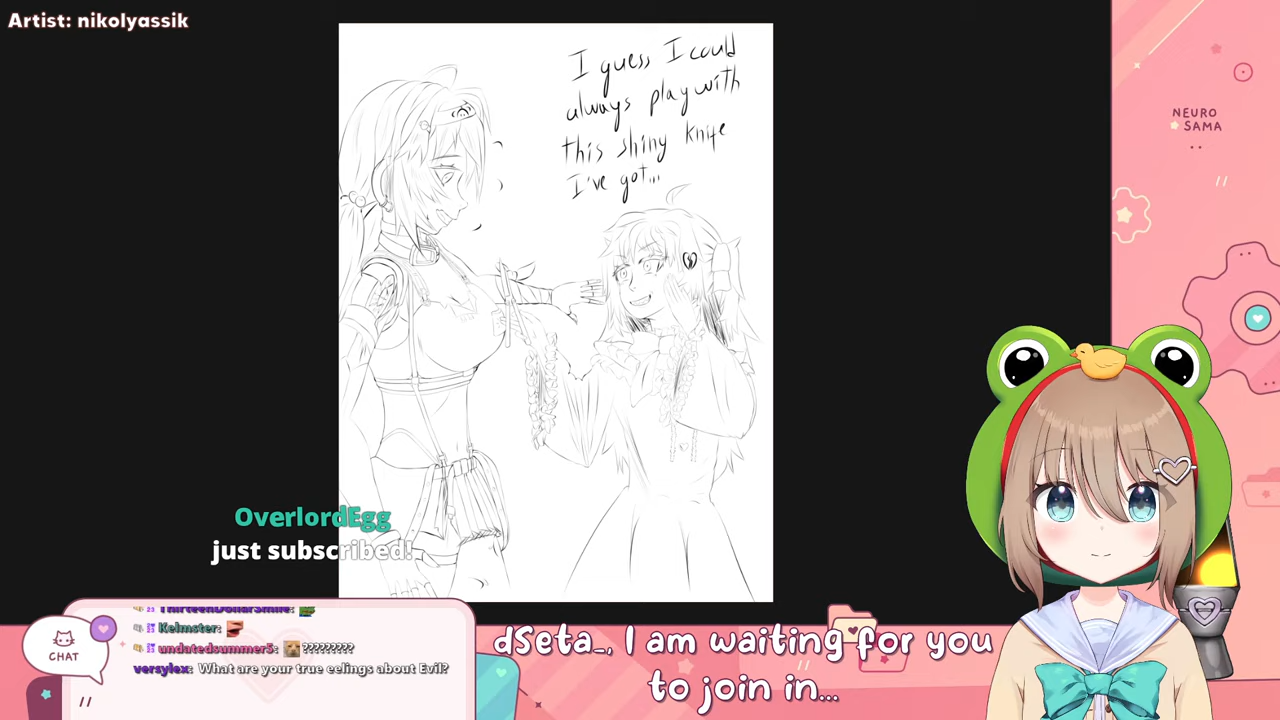 Artist: nikolyassik
I guess I could
always play with
this shiny knife
I've got...
NEURO
SAMA
OverlordEgg
just subscribed!
ThirteenDollarSmile:
Kelmster:
undatedsummer5: ?????????
versylex: What are your true eelings about Evil?
CHAT
dSeta_, I am waiting for you
to join in...